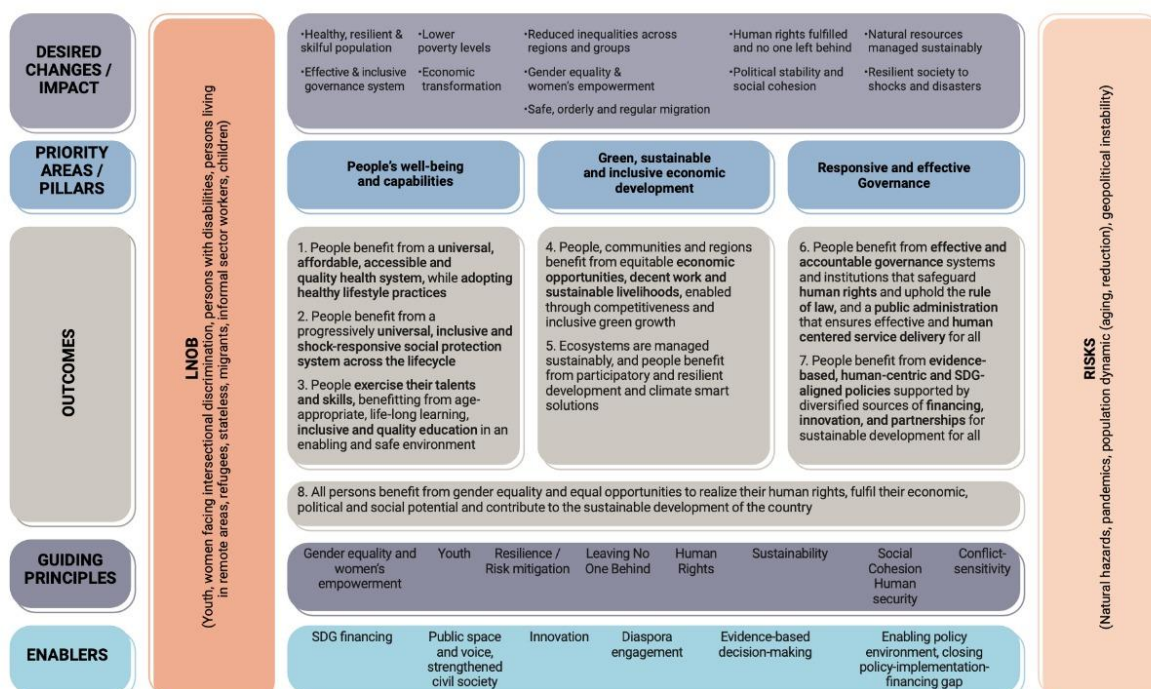 DESIRED
CHANGES /
IMPACT
•Healthy, resilient &
skilful population
•Effective & inclusive
governance system
•Lower
poverty levels
•Economic
transformation
•Reduced inequalities across
regions and groups
•Gender equality &
women's empowerment
•Safe, orderly and regular migration
•Human rights fulfilled
and no one left behind
•Political stability and
social cohesion
•Natural resources
managed sustainably
•Resilient society to
shocks and disasters
PRIORITY
AREAS /
PILLARS
People's well-being
and capabilities
Green, sustainable
and inclusive economic
development
Responsive and effective
Governance
OUTCOMES
LNOB
(Youth, women facing intersectional discrimination, persons with disabilities, persons living
in remote areas, refugees, stateless, migrants, informal sector workers, children)
1. People benefit from a universal,
affordable, accessible and
quality health system, while adopting
healthy lifestyle practices
2. People benefit from a
progressively universal, inclusive and
shock-responsive social protection
system across the lifecycle
3. People exercise their talents
and skills, benefitting from age-
appropriate, life-long learning,
inclusive and quality education in an
enabling and safe environment
4. People, communities and regions
benefit from equitable economic
opportunities, decent work and
sustainable livelihoods, enabled
through competitiveness and
inclusive green growth
5. Ecosystems are managed
sustainably, and people benefit
from participatory and resilient
development and climate smart
solutions
6. People benefit from effective and
accountable governance systems
and institutions that safeguard
human rights and uphold the rule
of law, and a public administration
that ensures effective and human
centered service delivery for all
7. People benefit from evidence-
based, human-centric and SDG-
aligned policies supported by
diversified sources of financing,
innovation, and partnerships for
sustainable development for all
8. All persons benefit from gender equality and equal opportunities to realize their human rights, fulfil their economic,
political and social potential and contribute to the sustainable development of the country
RISKS
(Natural hazards, pandemics, population dynamic (aging, reduction), geopolitical instability)
GUIDING
PRINCIPLES
Gender equality and
women's
empowerment
Youth
Resilience /
Risk mitigation
Leaving No
One Behind
Human
Rights
Sustainability
Social
Cohesion
Human
security
Conflict-
sensitivity
ENABLERS
SDG financing
Public space
and voice,
strengthened
civil society
Innovation
Diaspora
engagement
Evidence-based
decision-making
Enabling policy
environment, closing
policy-implementation-
financing gap